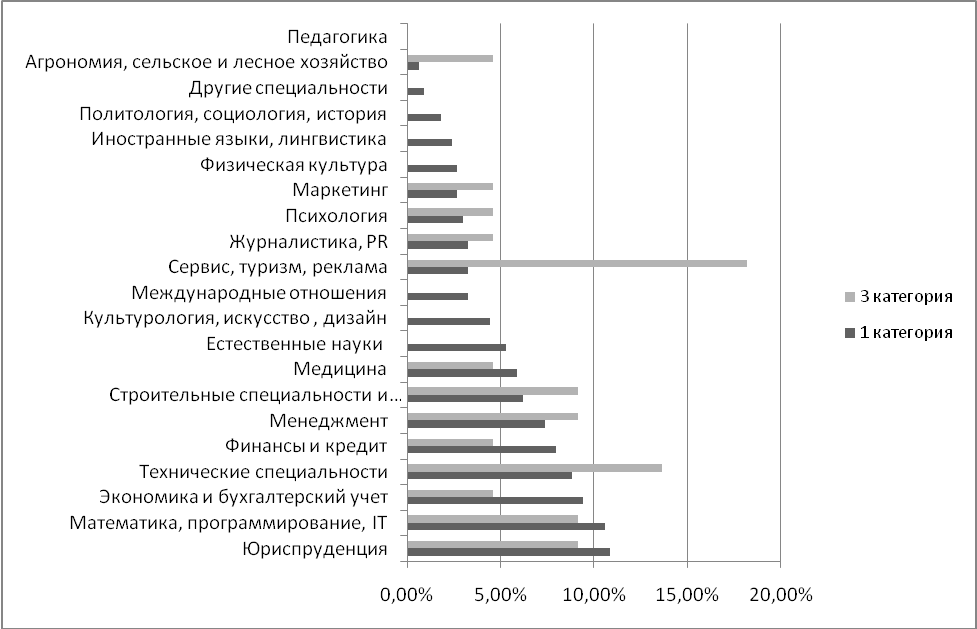 Педагогика
Агрономия, сельское и лесное хозяйство
Другие специальности
Политология, социология, история
Иностранные языки, лингвистика
Физическая культура
Маркетинг
Психология
Журналистика, PR
Сервис, туризм, реклама
Международные отношения
Культурология, искусство , дизайн
Естественные науки
Медицина
Строительные специальности и...
Менеджмент
Финансы и кредит
Технические специальности
Экономика и бухгалтерский учет
Математика, программирование, IT
Юриспруденция
3 категория
1 категория
0,00% 5,00% 10,00% 15,00% 20,00%